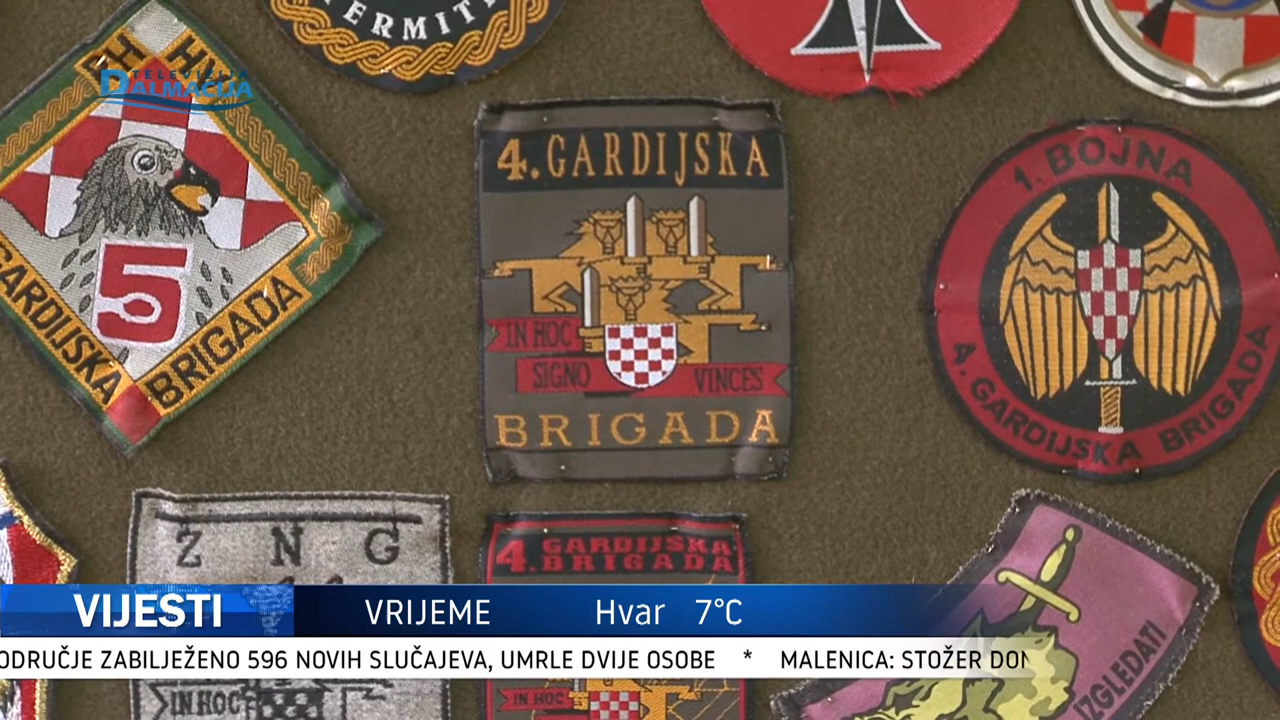 TERMITI
HV
TELEVIZIJA
DALMACIJA
5
GARDIJSKA
BRIGADA
4. GARDIJSKA
IN HOC
SIGNO VINCES
BRIGADA
1. BOJNA
4. GARDIJSKA BRIGADA
Z N G
IN HOC
4. GARDIJSKA
BRIGADA
IN HOC
IZGLEDATI
VIJESTI
VRIJEME Hvar 7°C
ODRUČJE ZABILJEŽENO 596 NOVIH SLUČAJEVA, UMRLE DVIJE OSOBE * MALENICA: STOŽER DON